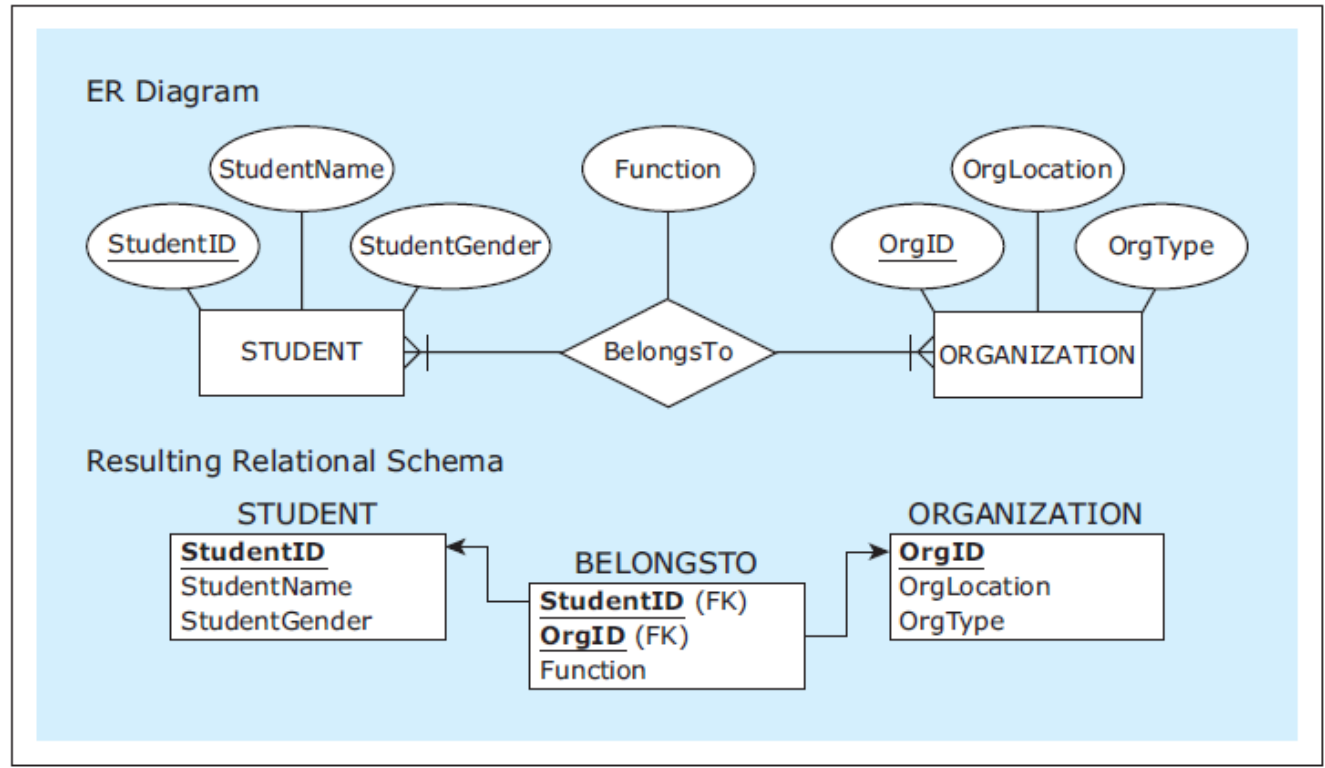 ER Diagram
StudentName
Function
OrgLocation
StudentID
StudentGender
OrgID
OrgType
STUDENT
BelongsTo
ORGANIZATION
Resulting Relational Schema
STUDENT
StudentID
StudentName
StudentGender
BELONGSTO
StudentID (FK)
OrgID (FK)
Function
ORGANIZATION
OrgID
OrgLocation
OrgType